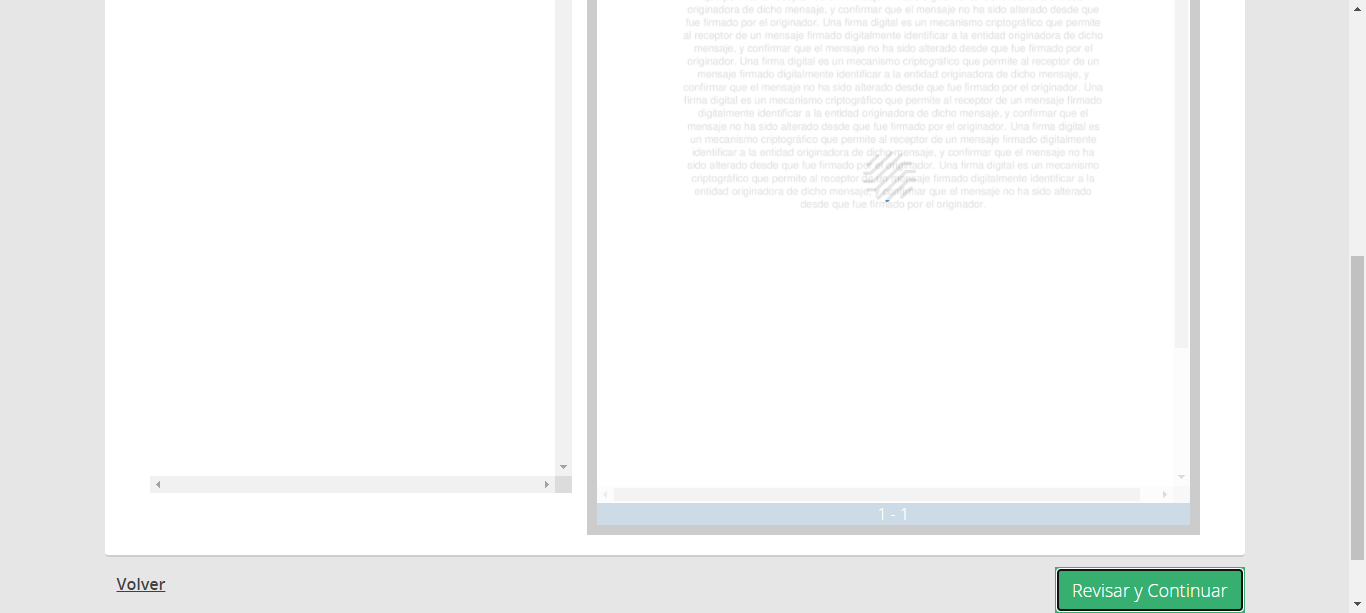 originadora de dicho mensaje, y confirmar que el mensaje no ha sido alterado desde que
fue firmado por el originador. Una firma digital es un mecanismo criptográfico que permite
al receptor de un mensaje firmado digitalmente identificar a la entidad originadora de dicho
mensaje, y confirmar que el mensaje no ha sido alterado desde que fue firmado por el
originador. Una firma digital es un mecanismo criptográfico que permite al receptor de un
mensaje firmado digitalmente identificar a la entidad originadora de dicho mensaje, y
confirmar que el mensaje no ha sido alterado desde que fue firmado por el originador. Una
firma digital es un mecanismo criptográfico que permite al receptor de un mensaje firmado
digitalmente identificar a la entidad originadora de dicho mensaje, y confirmar que el
mensaje no ha sido alterado desde que fue firmado por el originador. Una firma digital es
un mecanismo criptográfico que permite al receptor de un mensaje firmado digitalmente
identificar a la entidad originadora de dicho mensaje, y confirmar que el mensaje no ha
sido alterado desde que fue firmado por el originador. Una firma digital es un mecanismo
criptográfico que permite al receptor de un mensaje firmado digitalmente identificar a la
entidad originadora de dicho mensaje, y confirmar que el mensaje no ha sido alterado
desde que fue firmado por el originador.
1 - 1
Volver
Revisar y Continuar